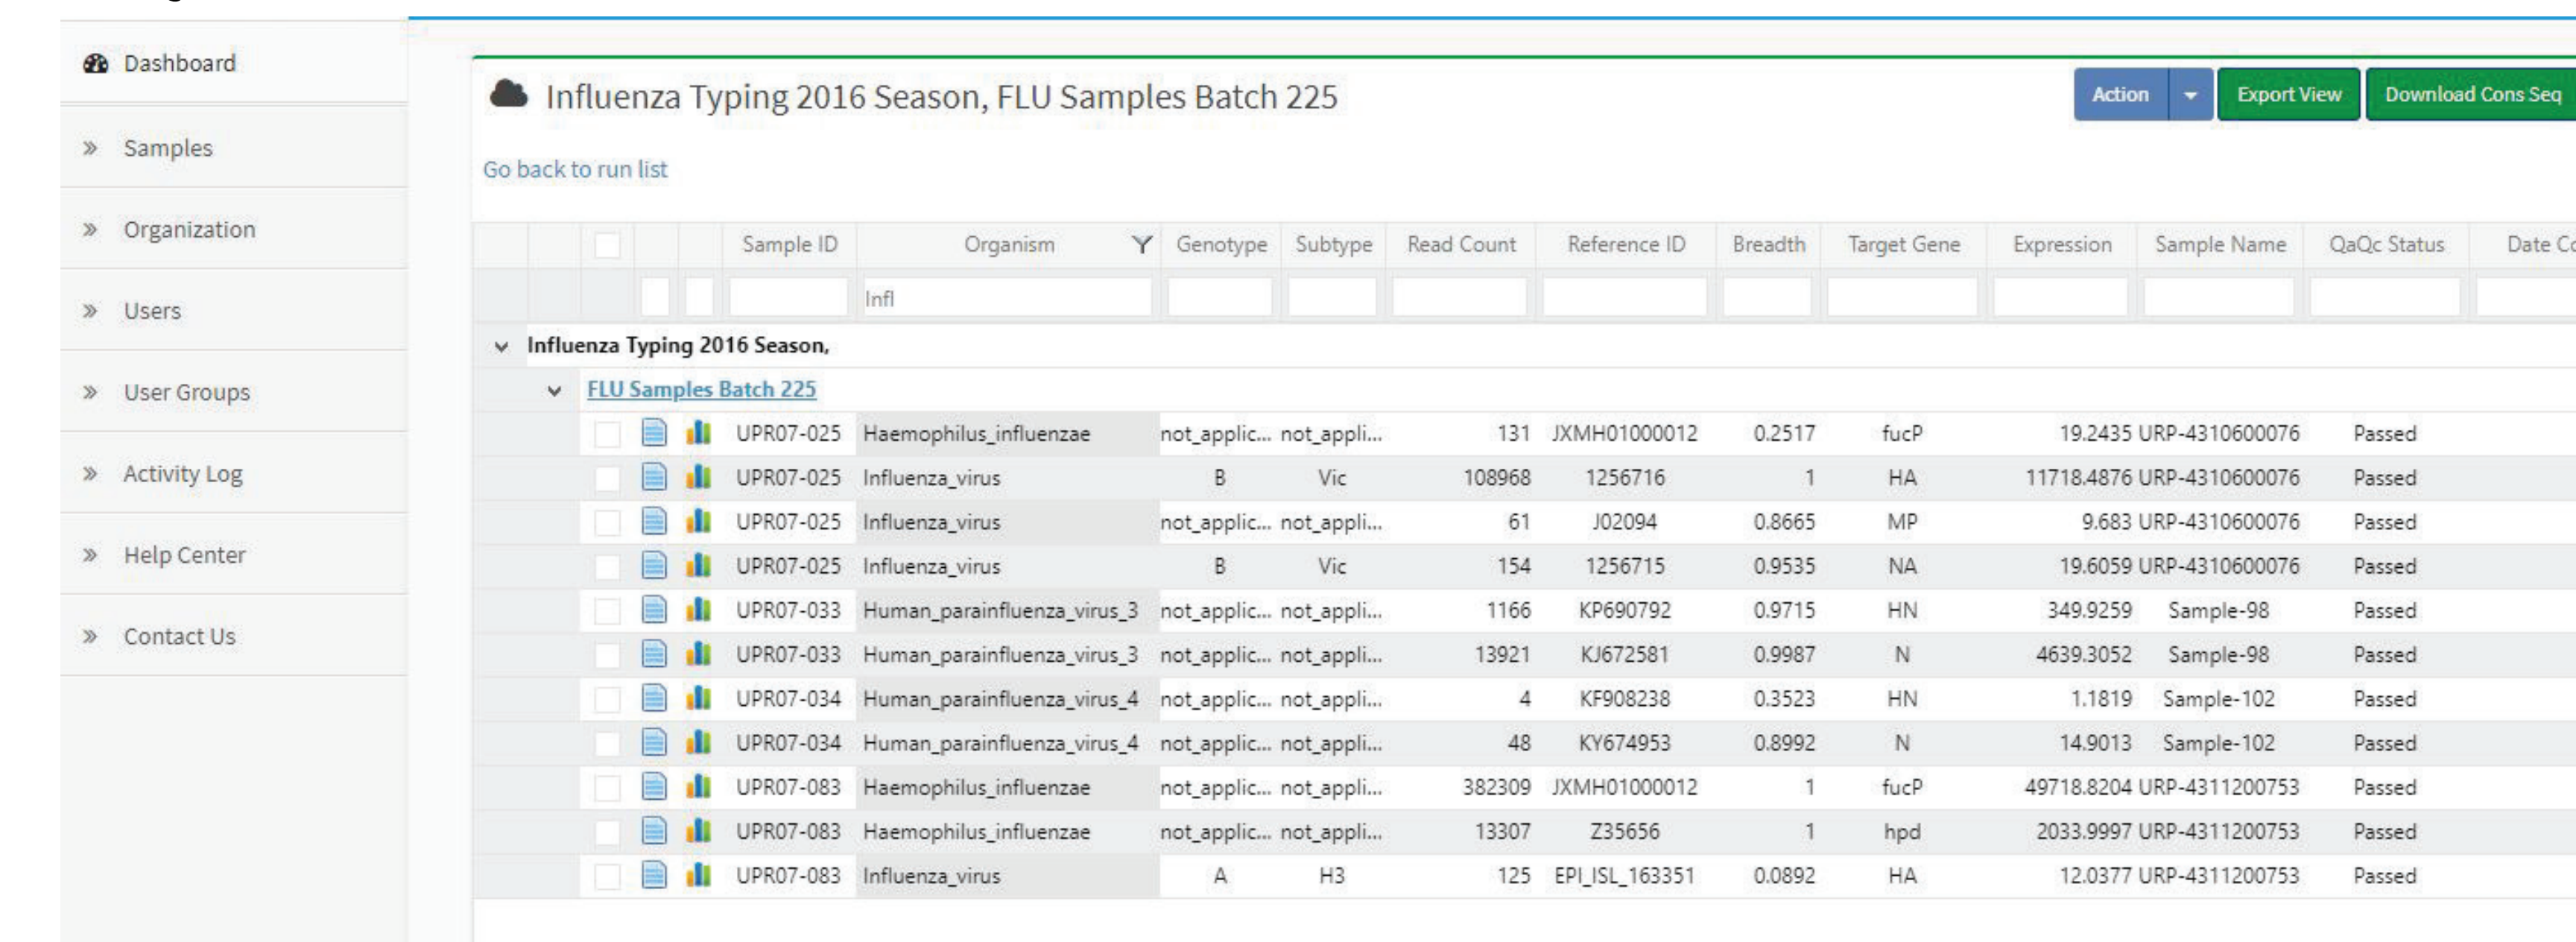 Dashboard
Samples
Organization
Users
User Groups
Activity Log
Help Center
Contact Us
Influenza Typing 2016 Season, FLU Samples Batch 225
Action Export View Download Cons Seq
Go back to run list
Sample ID Organism Genotype Subtype Read Count Reference ID Breadth Target Gene Expression Sample Name QaQc Status Date Co
Infl
Influenza Typing 2016 Season,
FLU Samples Batch 225
UPR07-025 Haemophilus_influenzae not_applic... not_appli... 131 JXMH01000012 0.2517 fucP 19.2435 URP-4310600076 Passed
UPR07-025 Influenza_virus B Vic 108968 1256716 1 HA 11718.4876 URP-4310600076 Passed
UPR07-025 Influenza_virus not_applic... not_appli... 61 J02094 0.8665 MP 9.683 URP-4310600076 Passed
UPR07-025 Influenza_virus B Vic 154 1256715 0.9535 NA 19.6059 URP-4310600076 Passed
UPR07-033 Human_parainfluenza_virus_3 not_applic... not_appli... 1166 KP690792 0.9715 HN 349.9259 Sample-98 Passed
UPR07-033 Human_parainfluenza_virus_3 not_applic... not_appli... 13921 KJ672581 0.9987 N 4639.3052 Sample-98 Passed
UPR07-034 Human_parainfluenza_virus_4 not_applic... not_appli... 4 KF908238 0.3523 HN 1.1819 Sample-102 Passed
UPR07-034 Human_parainfluenza_virus_4 not_applic... not_appli... 48 KY674953 0.8992 N 14.9013 Sample-102 Passed
UPR07-083 Haemophilus_influenzae not_applic... not_appli... 382309 JXMH01000012 1 fucP 49718.8204 URP-4311200753 Passed
UPR07-083 Haemophilus_influenzae not_applic... not_appli... 13307 Z35656 1 hpd 2033.9997 URP-4311200753 Passed
UPR07-083 Influenza_virus A H3 125 EPI_ISL_163351 0.0892 HA 12.0377 URP-4311200753 Passed